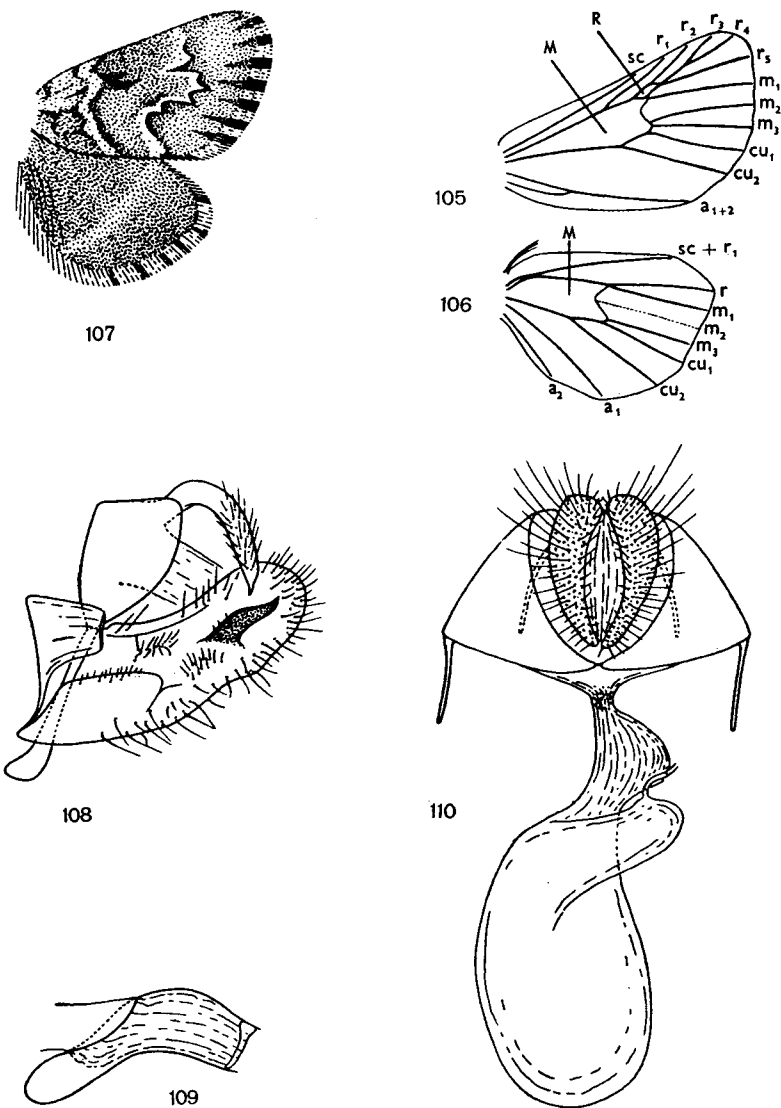 107
R
M
sc
r₁
r₂
r₃
r₄
r₅
m₁
m₂
m₃
cu₁
cu₂
a₁₊₂
105
M
sc + r₁
r
m₁
m₂
m₃
cu₁
cu₂
a₁
a₂
106
108
110
109